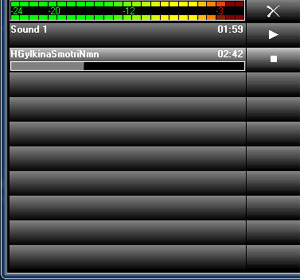 -24 -20 -12 -3
Sound 1 01:59
HGylkinaSmotriNmn 02:42